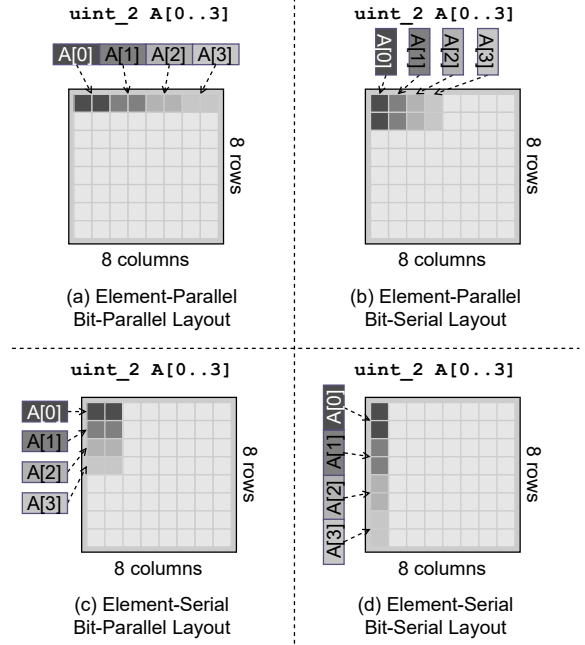 uint_2 A[0..3]
A[0] A[1] A[2] A[3]
8 rows
8 columns
(a) Element-Parallel
Bit-Parallel Layout
uint_2 A[0..3]
A[0]
A[1]
A[2]
A[3]
8 rows
8 columns
(b) Element-Parallel
Bit-Serial Layout
uint_2 A[0..3]
A[0]
A[1]
A[2]
A[3]
8 rows
8 columns
(c) Element-Serial
Bit-Parallel Layout
uint_2 A[0..3]
A[0]
A[1]
A[2]
A[3]
8 rows
8 columns
(d) Element-Serial
Bit-Serial Layout